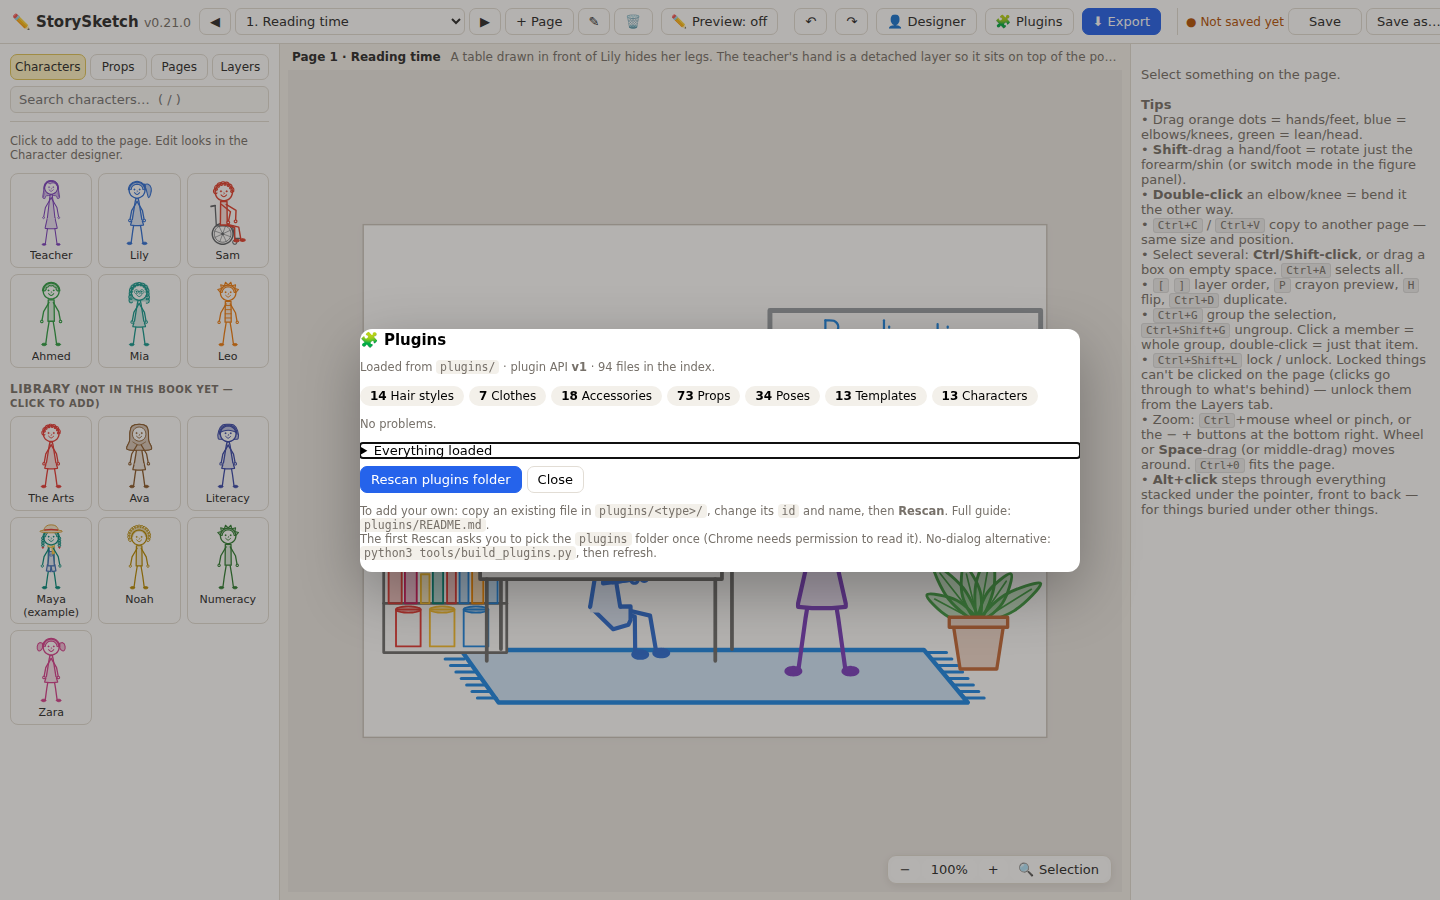 ✏️ StorySketch v0.21.0 ◀ 1. Reading time ▶ + Page ✎ 🗑️ ✏️ Preview: off ↶ ↷ 👤 Designer 🧩 Plugins ⬇ Export ● Not saved yet Save Save as…
Characters Props Pages Layers
Search characters… ( / )
Click to add to the page. Edit looks in the
Character designer.
Teacher Lily Sam
Ahmed Mia Leo
LIBRARY (NOT IN THIS BOOK YET —
CLICK TO ADD)
The Arts Ava Literacy
Maya
(example)
Noah Numeracy
Zara
Page 1 · Reading time A table drawn in front of Lily hides her legs. The teacher's hand is a detached layer so it sits on top of the po…
🧩 Plugins
Loaded from plugins/ · plugin API v1 · 94 files in the index.
14 Hair styles 7 Clothes 18 Accessories 73 Props 34 Poses 13 Templates 13 Characters
No problems.
▶ Everything loaded
Rescan plugins folder Close
To add your own: copy an existing file in plugins/<type>/, change its id and name, then Rescan. Full guide:
plugins/README.md.
The first Rescan asks you to pick the plugins folder once (Chrome needs permission to read it). No-dialog alternative:
python3 tools/build_plugins.py, then refresh.
− 100% + 🔍 Selection
Select something on the page.
Tips
• Drag orange dots = hands/feet, blue =
elbows/knees, green = lean/head.
• Shift-drag a hand/foot = rotate just the
forearm/shin (or switch mode in the figure
panel).
• Double-click an elbow/knee = bend it
the other way.
• Ctrl+C / Ctrl+V copy to another page —
same size and position.
• Select several: Ctrl/Shift-click, or drag a
box on empty space. Ctrl+A selects all.
• [ ] layer order, P crayon preview, H
flip, Ctrl+D duplicate.
• Ctrl+G group the selection,
Ctrl+Shift+G ungroup. Click a member =
whole group, double-click = just that item.
• Ctrl+Shift+L lock / unlock. Locked things
can't be clicked on the page (clicks go
through to what's behind) — unlock them
from the Layers tab.
• Zoom: Ctrl+mouse wheel or pinch, or
the − + buttons at the bottom right. Wheel
or Space-drag (or middle-drag) moves
around. Ctrl+0 fits the page.
• Alt+click steps through everything
stacked under the pointer, front to back —
for things buried under other things.